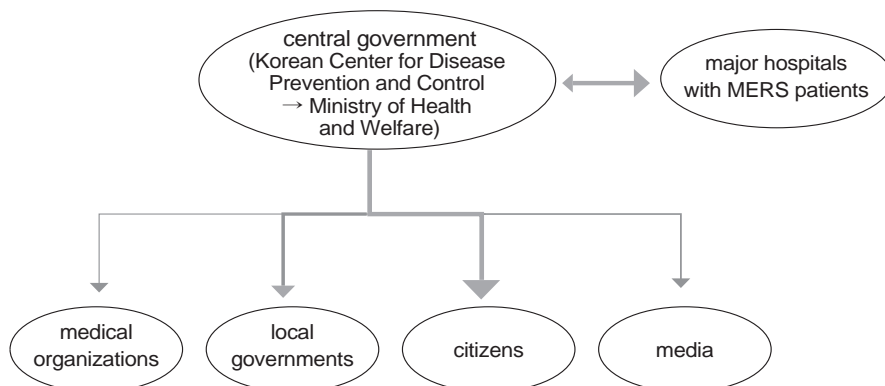 central government
(Korean Center for Disease
Prevention and Control
→ Ministry of Health
and Welfare)
major hospitals
with MERS patients
medical
organizations
local
governments
citizens
media